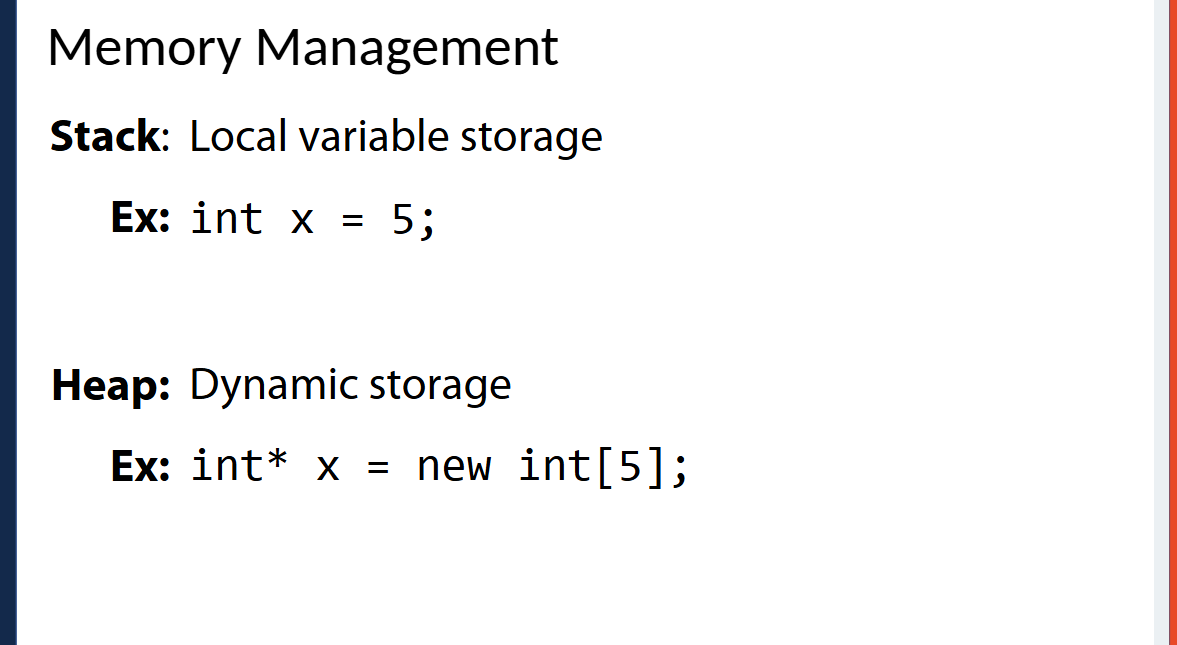 Memory Management
Stack: Local variable storage
Ex: int x = 5;
Heap: Dynamic storage
Ex: int* x = new int[5];